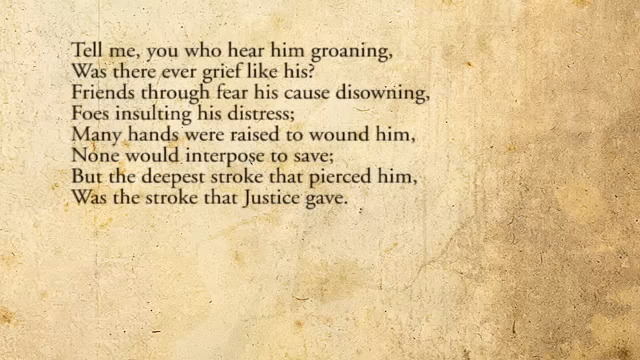 Tell me, you who hear him groaning,
Was there ever grief like his?
Friends through fear his cause disowning,
Foes insulting his distress;
Many hands were raised to wound him,
None would interpose to save;
But the deepest stroke that pierced him,
Was the stroke that Justice gave.